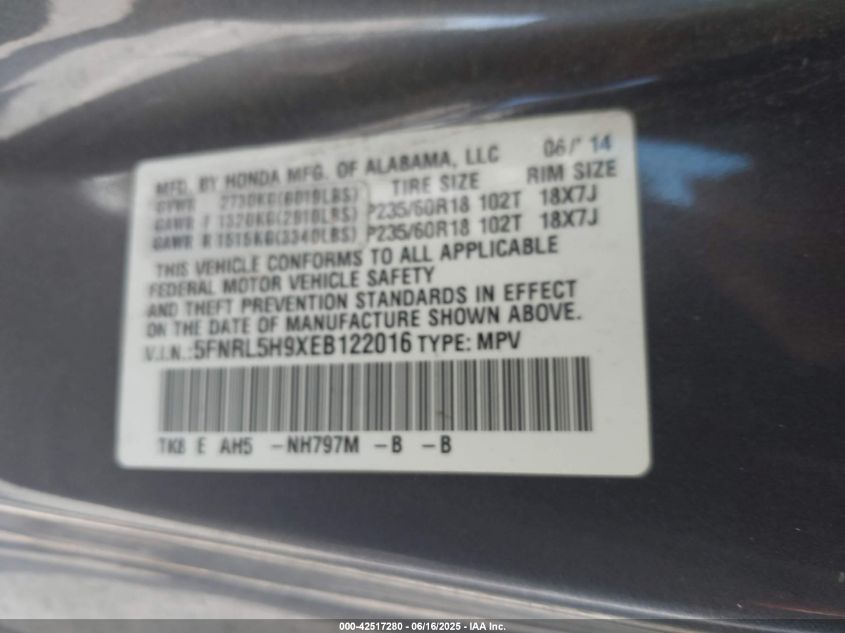 MFD. BY HONDA MFG. OF ALABAMA, LLC 06/14
GVWR 2730KG(6019LBS) TIRE SIZE RIM SIZE
GAWR F 1320KG(2910LBS) P235/60R18 102T 18X7J
GAWR R 1515KG(3340LBS) P235/60R18 102T 18X7J
THIS VEHICLE CONFORMS TO ALL APPLICABLE
FEDERAL MOTOR VEHICLE SAFETY
AND THEFT PREVENTION STANDARDS IN EFFECT
ON THE DATE OF MANUFACTURE SHOWN ABOVE.
V.I.N.:5FNRL5H9XEB122016 TYPE: MPV
TK8 E AH5 -NH797M -B -B
000-42517280 - 06/16/2025 - IAA Inc.